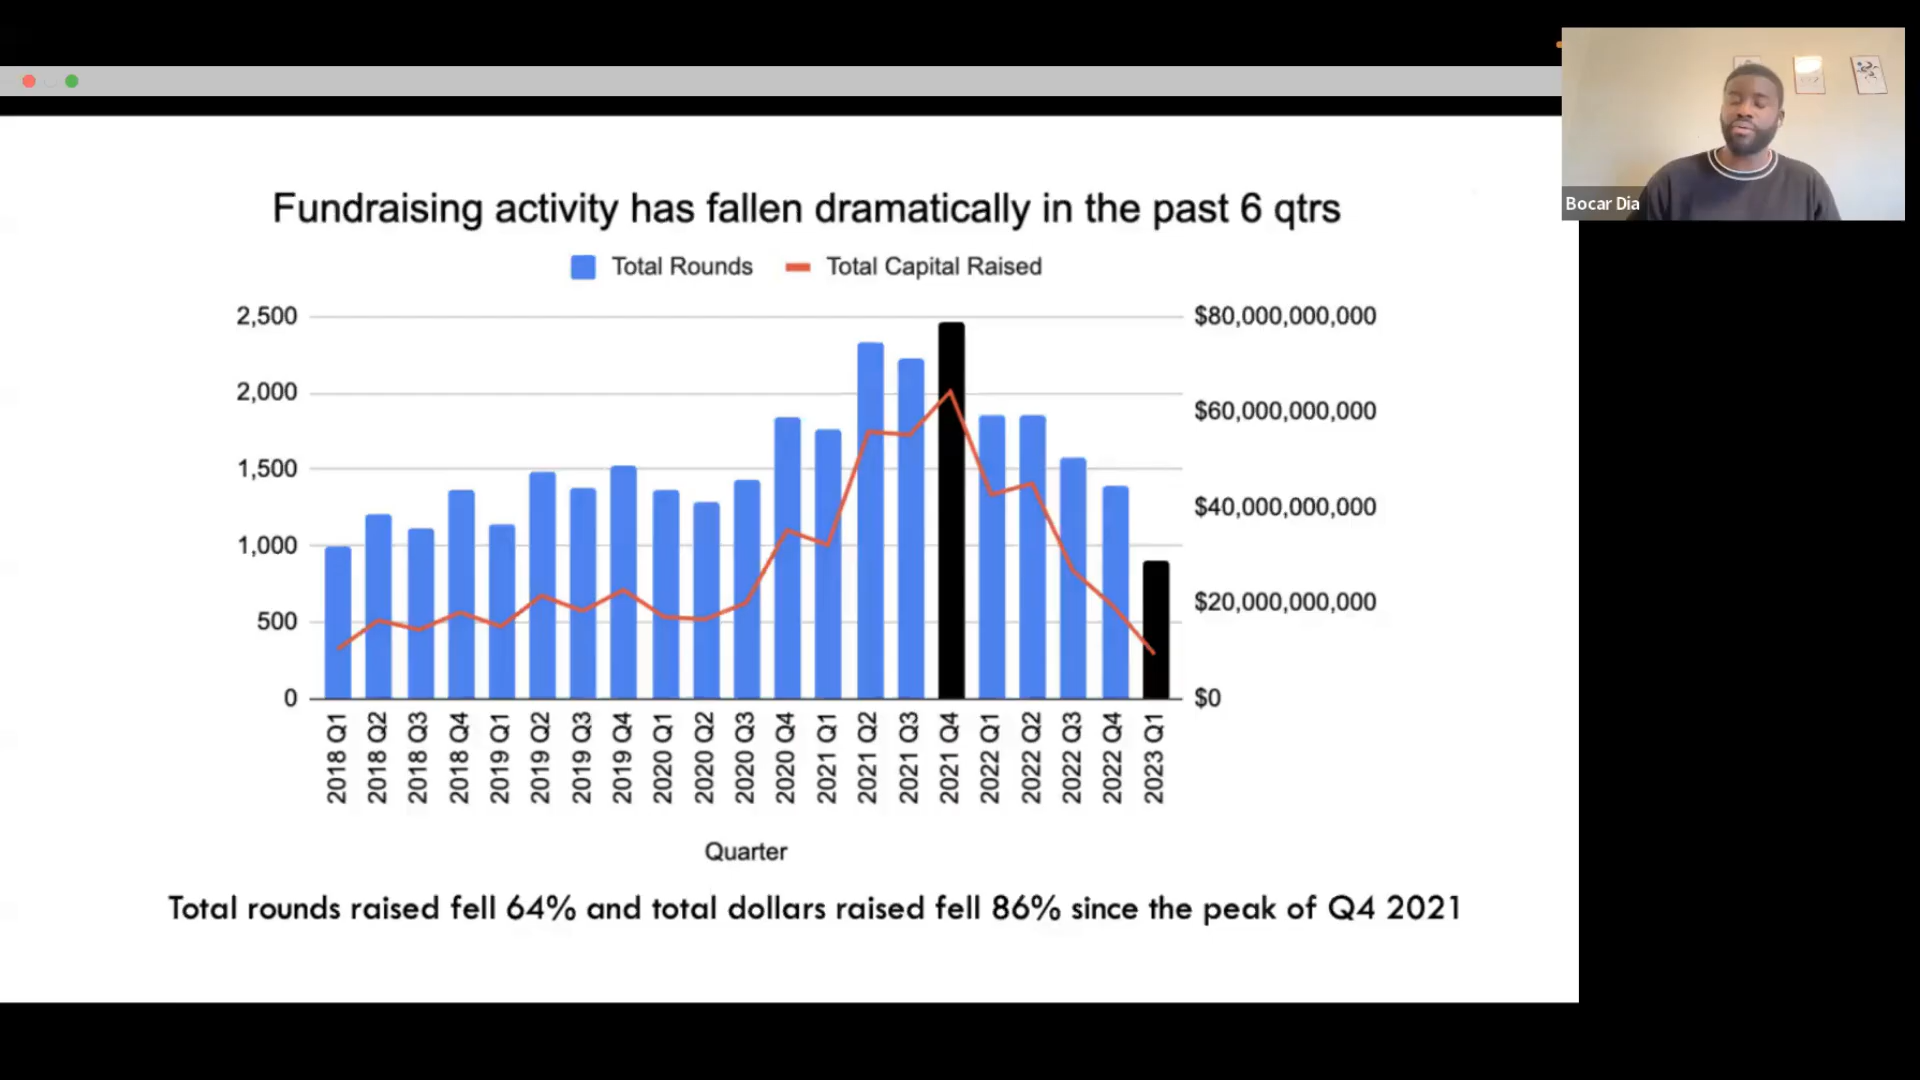 Bocar Dia
Fundraising activity has fallen dramatically in the past 6 qtrs
Total Rounds Total Capital Raised
2,500
2,000
1,500
1,000
500
0
$80,000,000,000
$60,000,000,000
$40,000,000,000
$20,000,000,000
$0
2018 Q1
2018 Q2
2018 Q3
2018 Q4
2019 Q1
2019 Q2
2019 Q3
2019 Q4
2020 Q1
2020 Q2
2020 Q3
2020 Q4
2021 Q1
2021 Q2
2021 Q3
2021 Q4
2022 Q1
2022 Q2
2022 Q3
2022 Q4
2023 Q1
Quarter
Total rounds raised fell 64% and total dollars raised fell 86% since the peak of Q4 2021